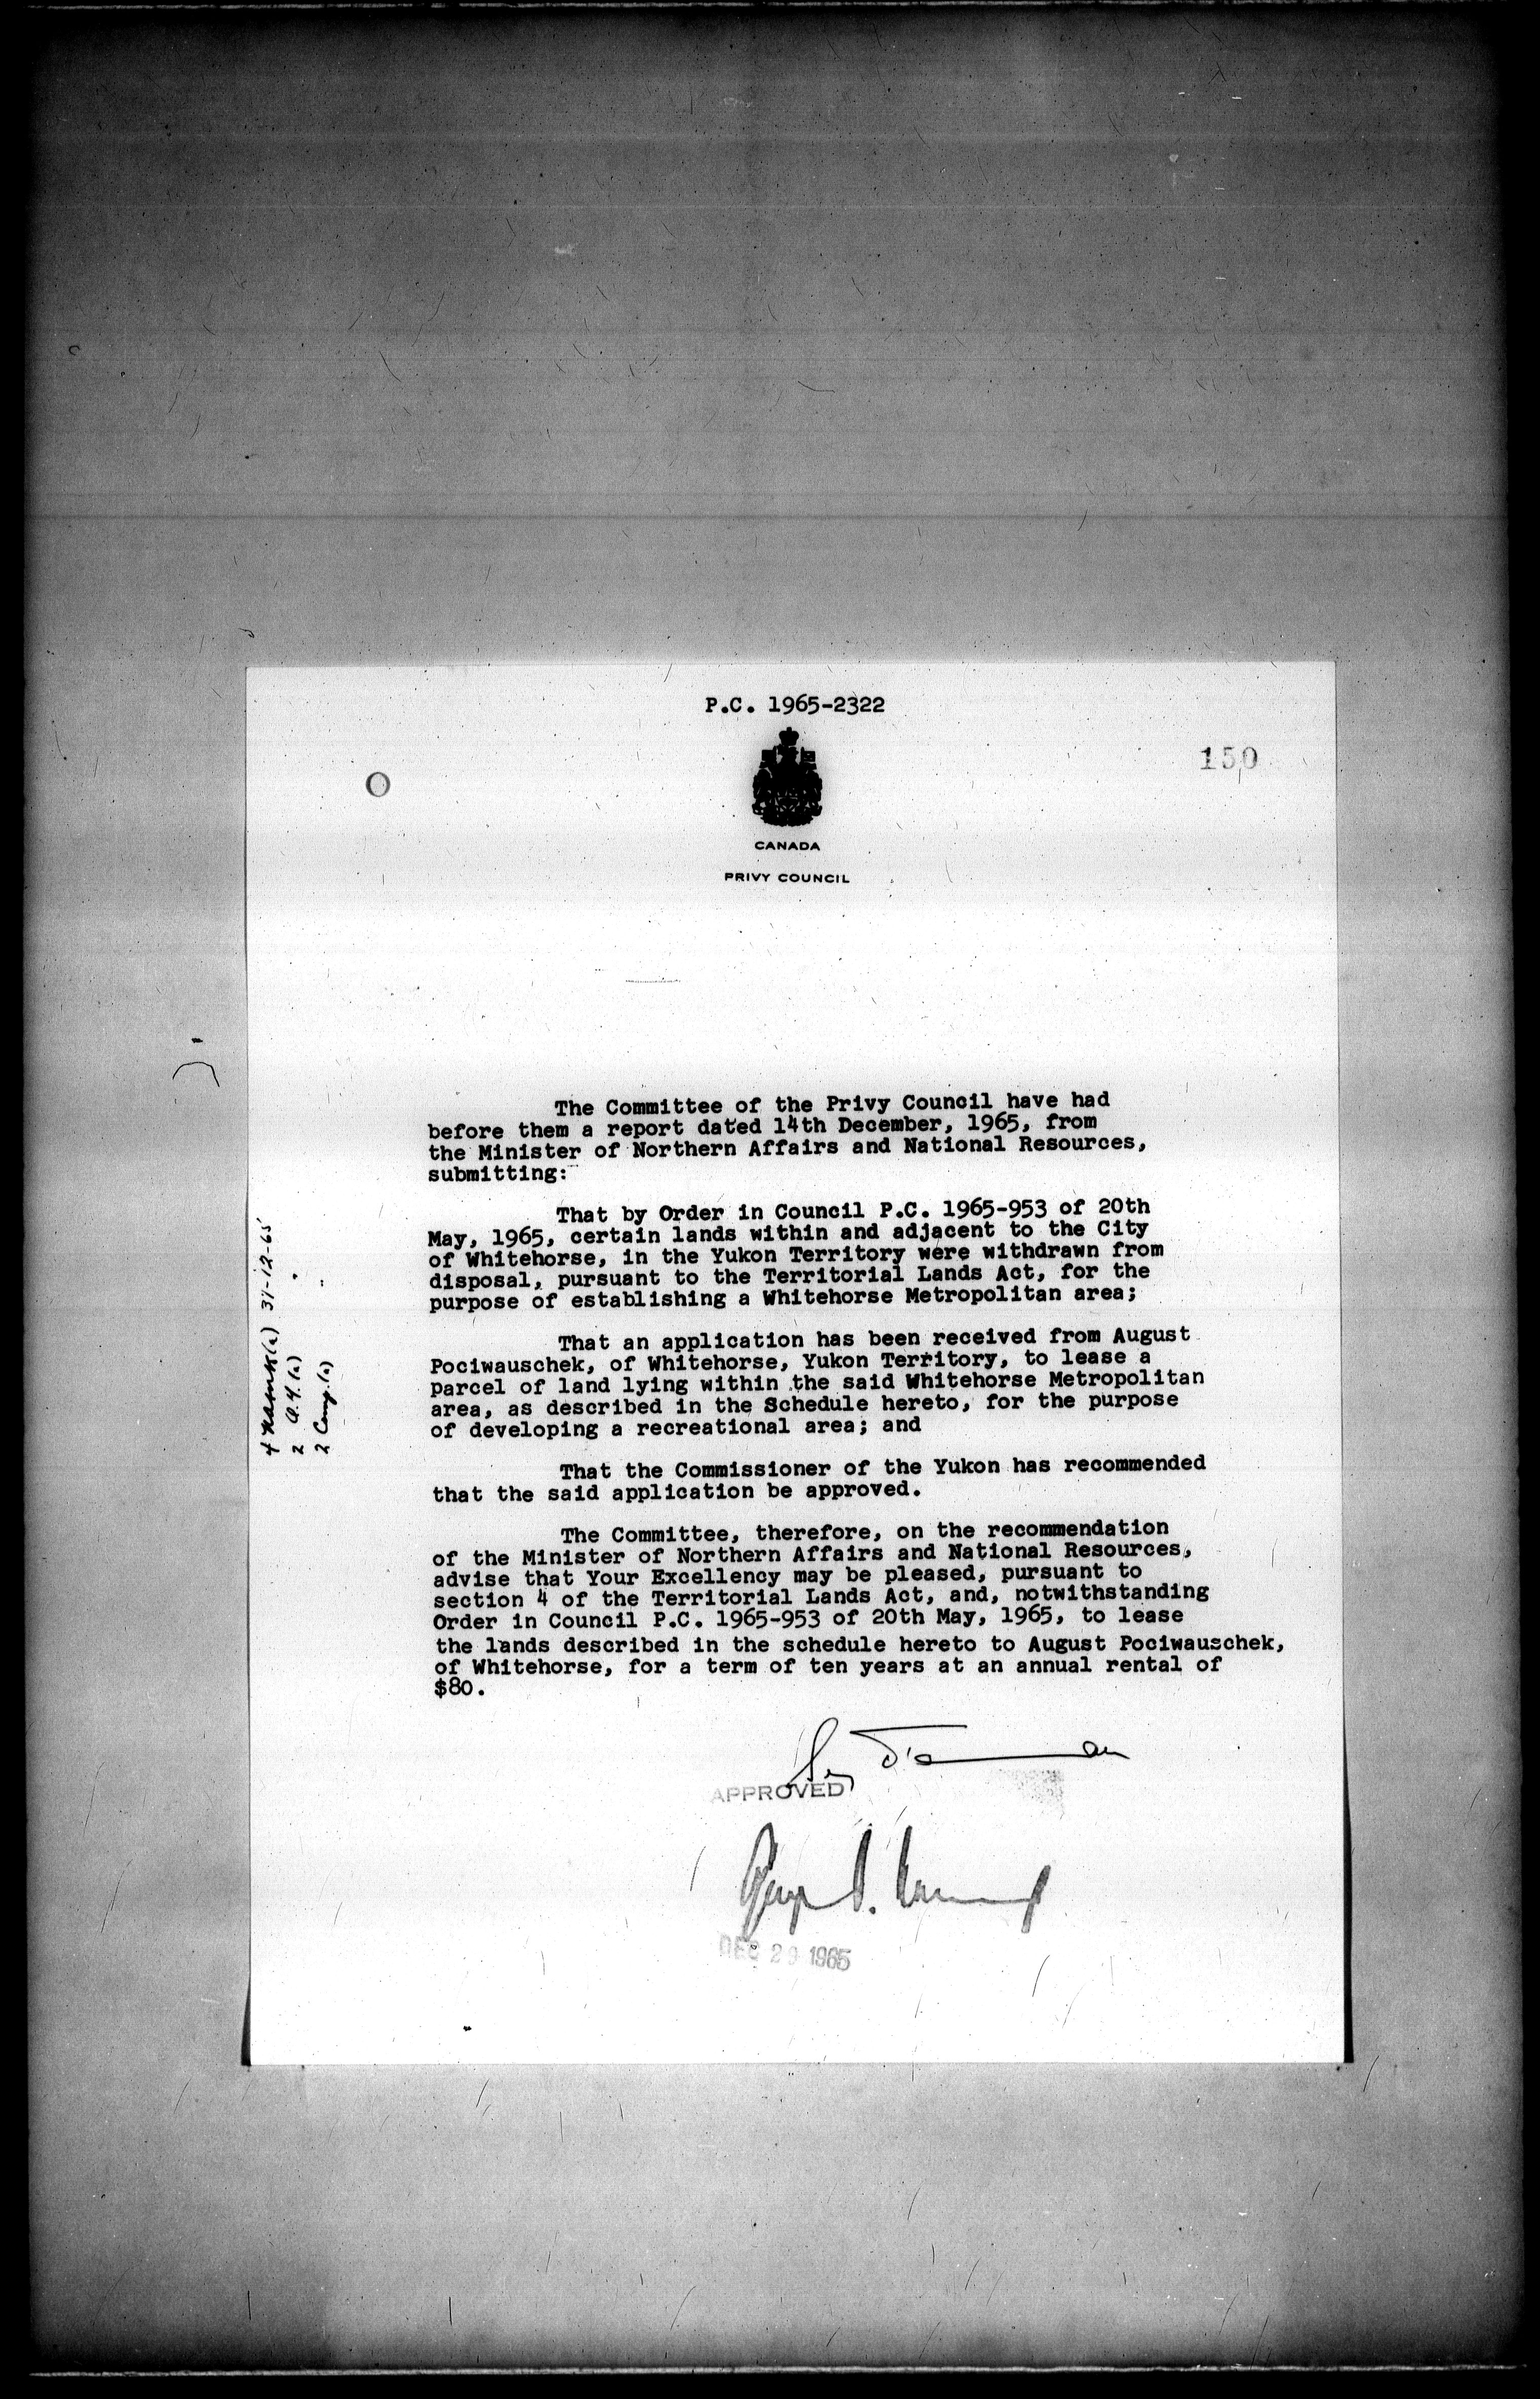 P.C. 1965-2322
150
CANADA
PRIVY COUNCIL
The Committee of the Privy Council have had
before them a report dated 14th December, 1965, from
the Minister of Northern Affairs and National Resources,
submitting:
That by Order in Council P.C. 1965-953 of 20th
May, 1965, certain lands within and adjacent to the City
of Whitehorse, in the Yukon Territory were withdrawn from
disposal, pursuant to the Territorial Lands Act, for the
purpose of establishing a Whitehorse Metropolitan area;
That an application has been received from August
Pociwauschek, of Whitehorse, Yukon Territory, to lease a
parcel of land lying within the said Whitehorse Metropolitan
area, as described in the Schedule hereto, for the purpose
of developing a recreational area; and
That the Commissioner of the Yukon has recommended
that the said application be approved.
The Committee, therefore, on the recommendation
of the Minister of Northern Affairs and National Resources,
advise that Your Excellency may be pleased, pursuant to
section 4 of the Territorial Lands Act, and, notwithstanding
Order in Council P.C. 1965-953 of 20th May, 1965, to lease
the lands described in the schedule hereto to August Pociwauschek,
of Whitehorse, for a term of ten years at an annual rental of
$80.
APPROVED
DEC 29 1965
31-12-65